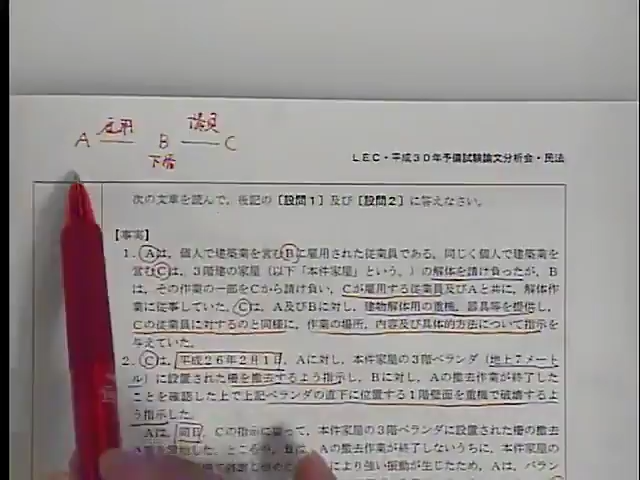 雇用 請負
A B C
下請
LEC・平成30年予備試験論文分析会・民法
次の文章を読んで、後記の［設問1］及び［設問2］に答えなさい。
【事実】
1．Aは、個人で建築業を営むBに雇用された従業員である。同じく個人で建築業を
営むCは、3階建の家屋（以下「本件家屋」という。）の解体を請け負ったが、B
は、その作業の一部をCから請け負い、Cが雇用する従業員及びAと共に、解体作
業に従事していた。Cは、A及びBに対し、建物解体用の重機、器具等を提供し、
Cの従業員に対するのと同様に、作業の場所、内容及び具体的方法について指示を
与えていた。
2．Cは、平成26年2月1日、Aに対し、本件家屋の3階ベランダ（地上7メート
ル）に設置された柵を撤去するよう指示し、Bに対し、Aの撤去作業が終了した
ことを確認した上で上記ベランダの直下に位置する1階壁面を重機で破壊するよ
う指示した。
Aは、同日、Cの指示に従って、本件家屋の3階ベランダに設置された柵の撤去
ところが、Bは、Aの撤去作業が終了しないうちに、本件家屋の
により強い振動が生じたため、Aは、バラン